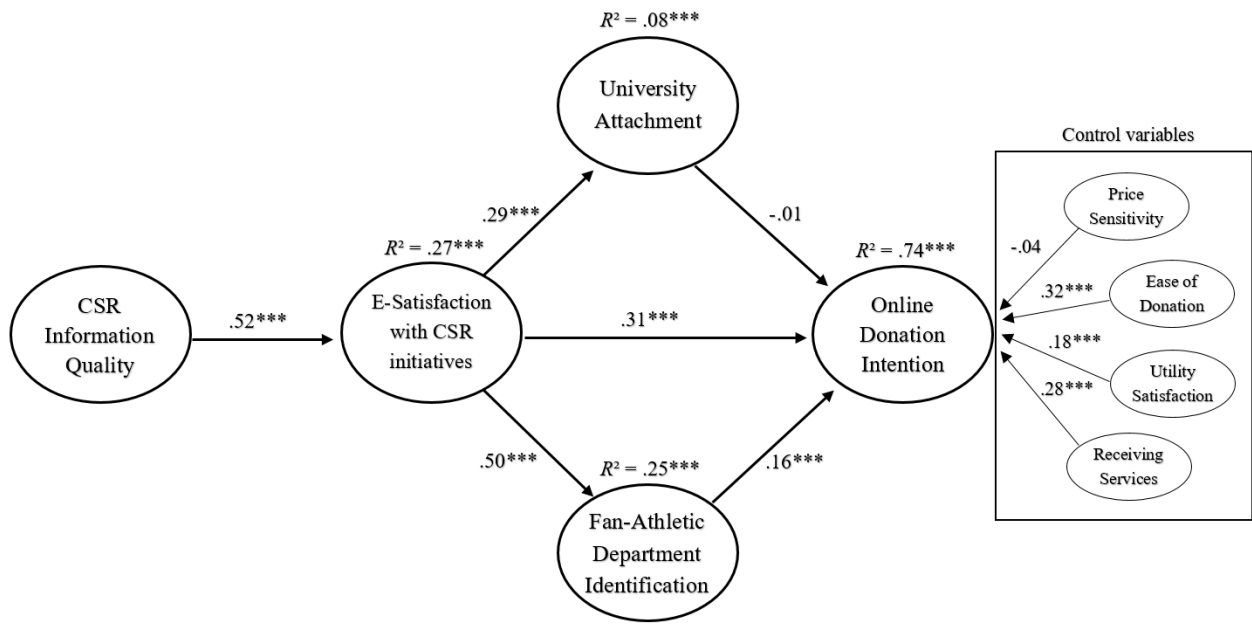 R² = .08***
University
Attachment
Control variables
Price
Sensitivity
.29***
-.01
R² = .27***
R² = .74***
-.04
CSR
Information
Quality
.52***
E-Satisfaction
with CSR
initiatives
.31***
Online
Donation
Intention
.32***
Ease of
Donation
.18***
Utility
Satisfaction
.28***
Receiving
Services
.50***
R² = .25***
.16***
Fan-Athletic
Department
Identification